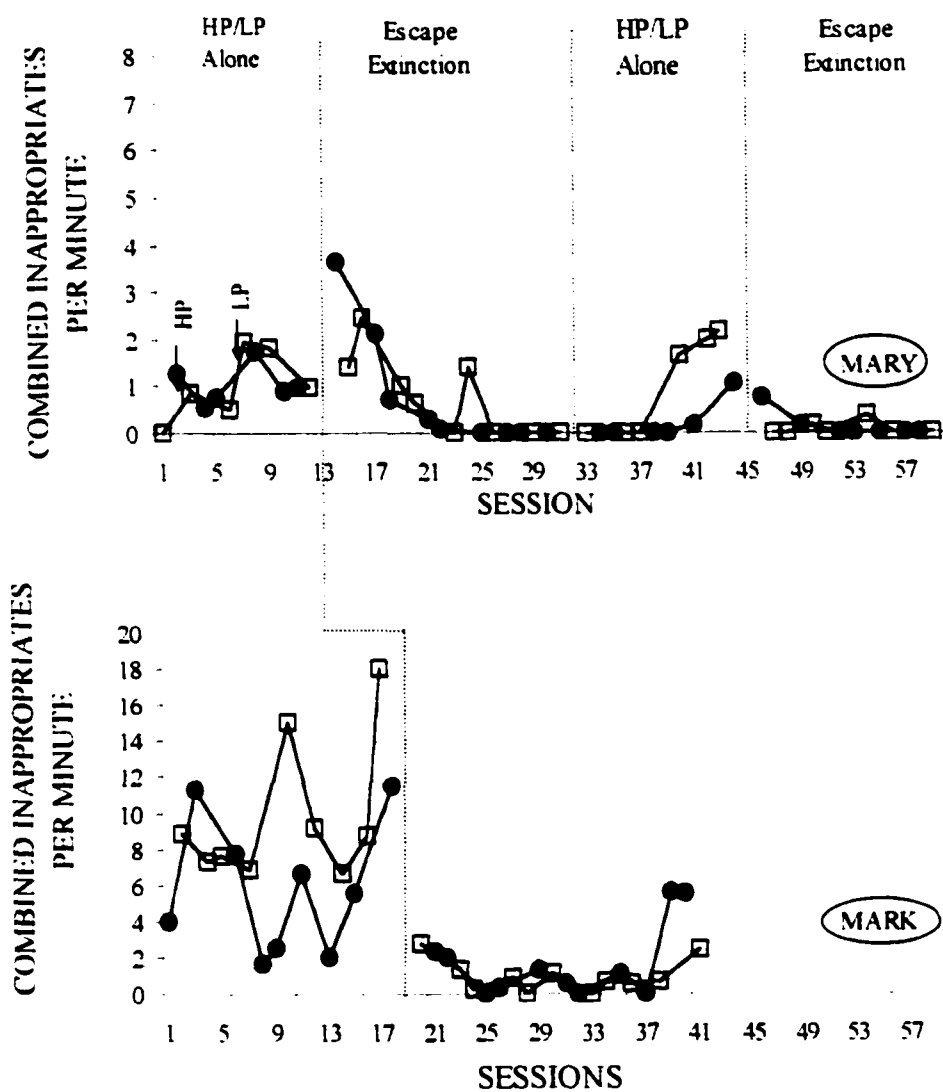 HP/LP
Alone
Escape
Extinction
HP/LP
Alone
Escape
Extinction
COMBINED INAPPROPRIATES
PER MINUTE
8
7
6
5
4
3
2
1
0
HP
LP
MARY
1 5 9 13 17 21 25 29 33 37 41 45 49 53 57
SESSION
COMBINED INAPPROPRIATES
PER MINUTE
20
18
16
14
12
10
8
6
4
2
0
MARK
1 5 9 13 17 21 25 29 33 37 41 45 49 53 57
SESSIONS